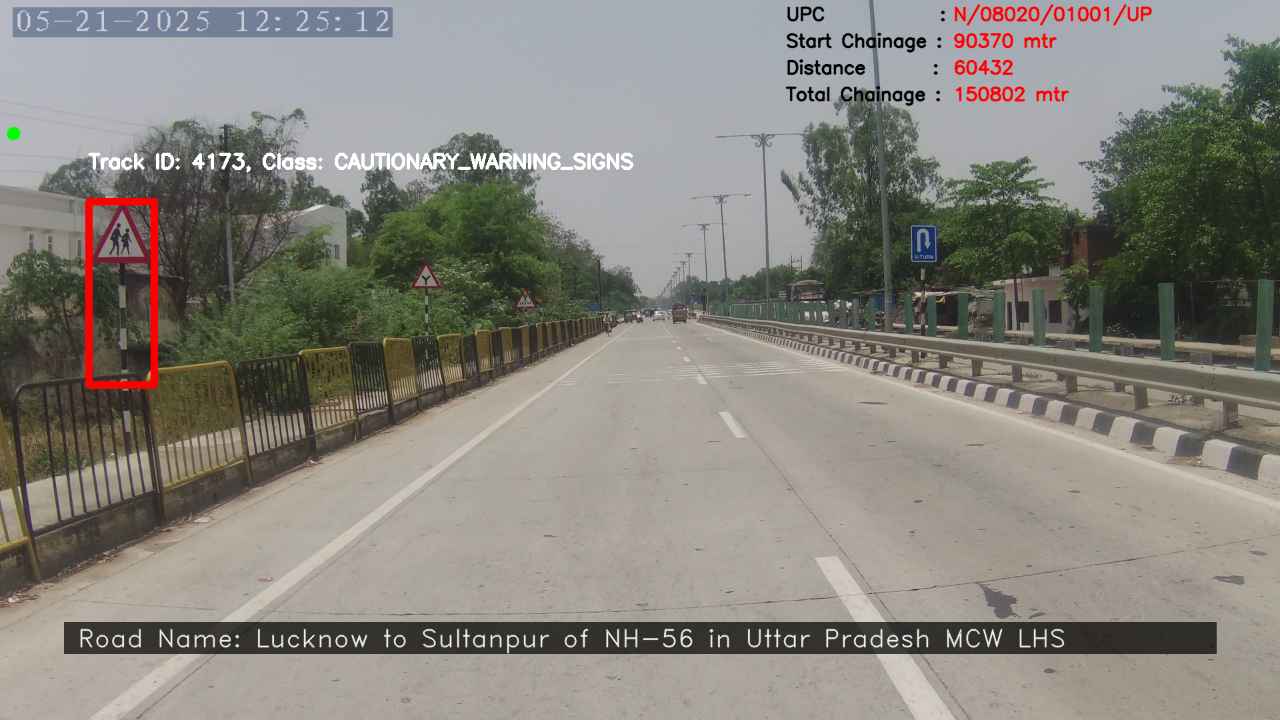 05-21-2025 12:25:12
UPC : N/08020/01001/UP
Start Chainage : 90370 mtr
Distance : 60432
Total Chainage : 150802 mtr
Track ID: 4173, Class: CAUTIONARY_WARNING_SIGNS
U-TURN
Road Name: Lucknow to Sultanpur of NH-56 in Uttar Pradesh MCW LHS